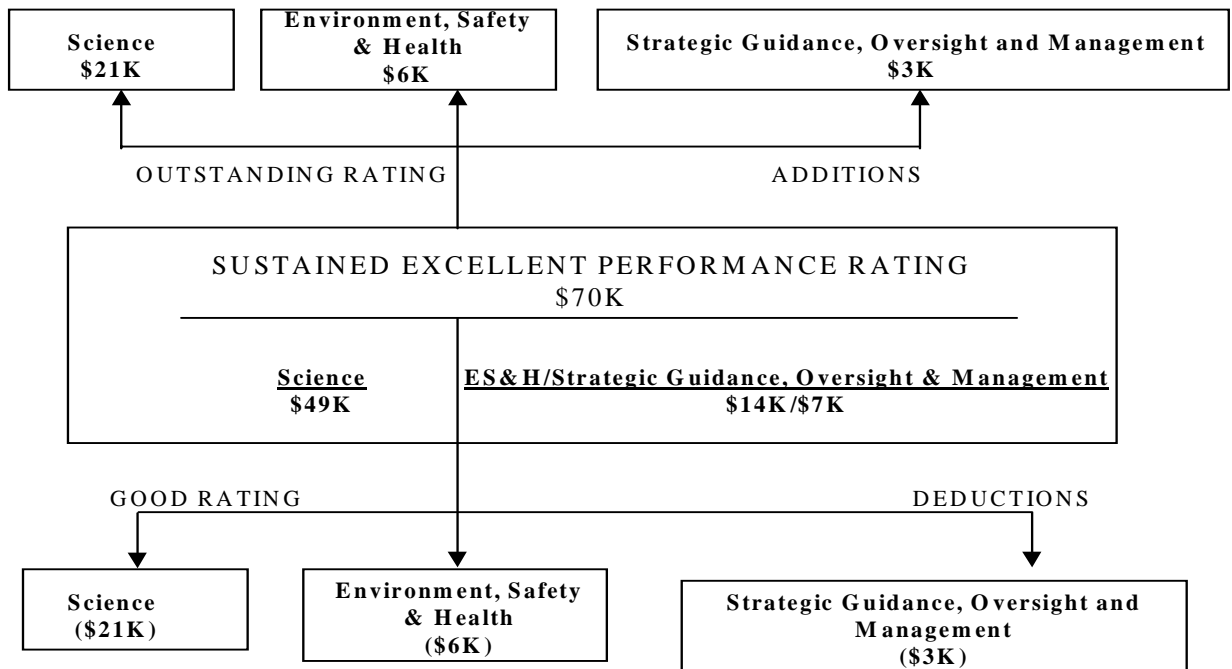 Science
$21K
Environment, Safety
& Health
$6K
Strategic Guidance, Oversight and Management
$3K
OUTSTANDING RATING
ADDITIONS
SUSTAINED EXCELLENT PERFORMANCE RATING
$70K
Science
$49K
ES&H/Strategic Guidance, Oversight & Management
$14K/$7K
GOOD RATING
DEDUCTIONS
Science
($21K)
Environment, Safety
& Health
($6K)
Strategic Guidance, Oversight and
Management
($3K)